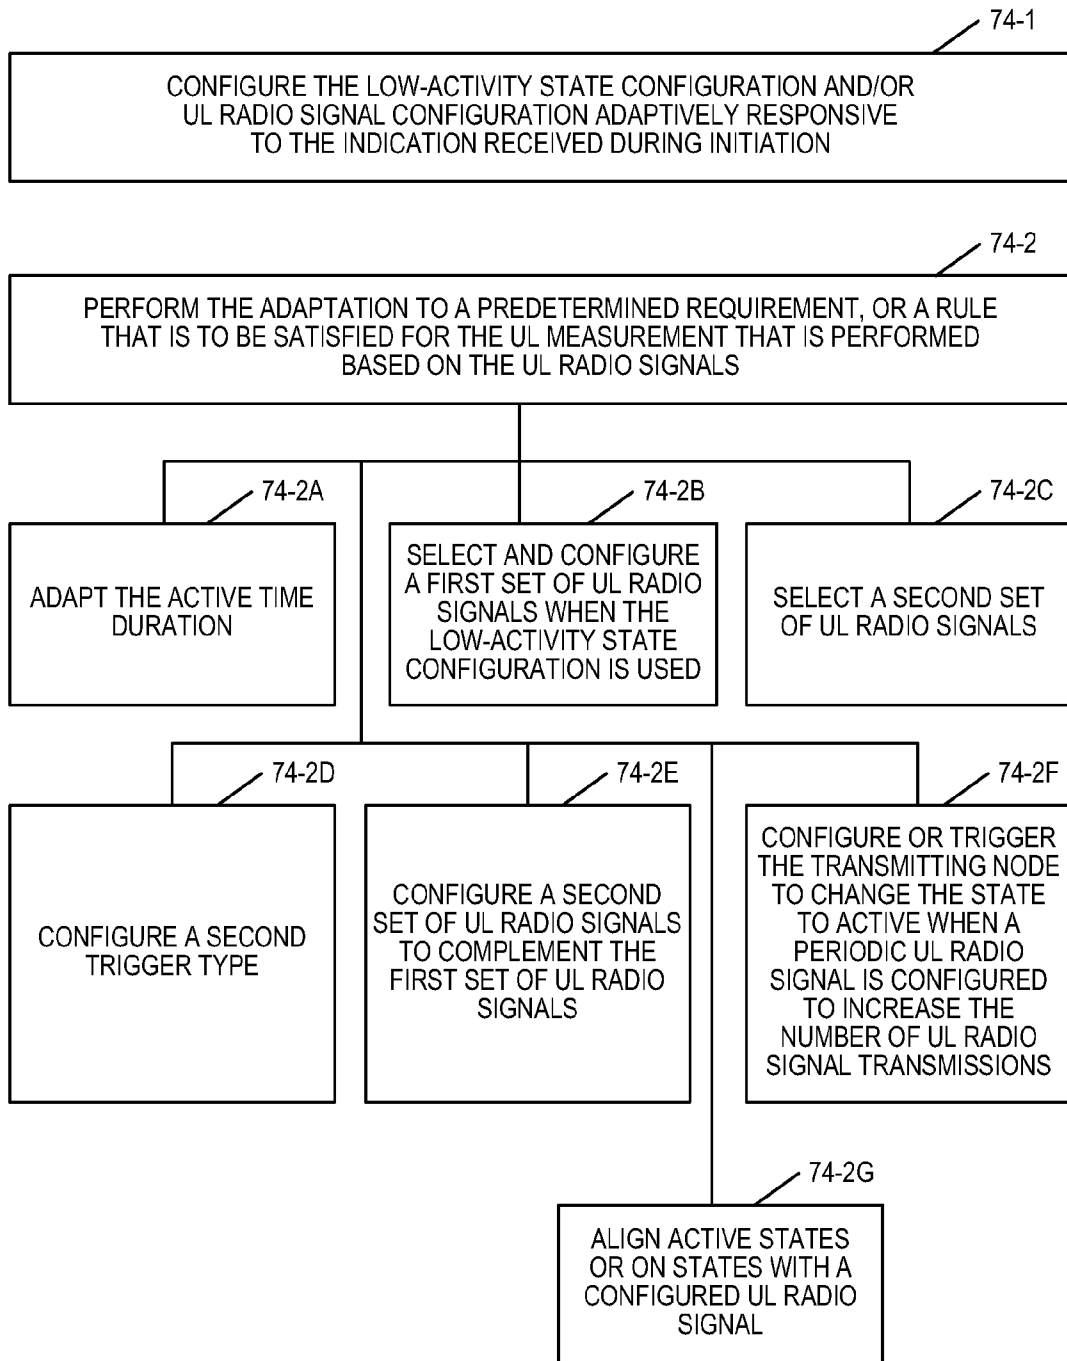 74-1
CONFIGURE THE LOW-ACTIVITY STATE CONFIGURATION AND/OR
UL RADIO SIGNAL CONFIGURATION ADAPTIVELY RESPONSIVE
TO THE INDICATION RECEIVED DURING INITIATION
74-2
PERFORM THE ADAPTATION TO A PREDETERMINED REQUIREMENT, OR A RULE
THAT IS TO BE SATISFIED FOR THE UL MEASUREMENT THAT IS PERFORMED
BASED ON THE UL RADIO SIGNALS
74-2A
ADAPT THE ACTIVE TIME
DURATION
74-2B
SELECT AND CONFIGURE
A FIRST SET OF UL RADIO
SIGNALS WHEN THE
LOW-ACTIVITY STATE
CONFIGURATION IS USED
74-2C
SELECT A SECOND SET
OF UL RADIO SIGNALS
74-2D
CONFIGURE A SECOND
TRIGGER TYPE
74-2E
CONFIGURE A SECOND
SET OF UL RADIO SIGNALS
TO COMPLEMENT THE
FIRST SET OF UL RADIO
SIGNALS
74-2F
CONFIGURE OR TRIGGER
THE TRANSMITTING NODE
TO CHANGE THE STATE
TO ACTIVE WHEN A
PERIODIC UL RADIO
SIGNAL IS CONFIGURED
TO INCREASE THE
NUMBER OF UL RADIO
SIGNAL TRANSMISSIONS
74-2G
ALIGN ACTIVE STATES
OR ON STATES WITH A
CONFIGURED UL RADIO
SIGNAL